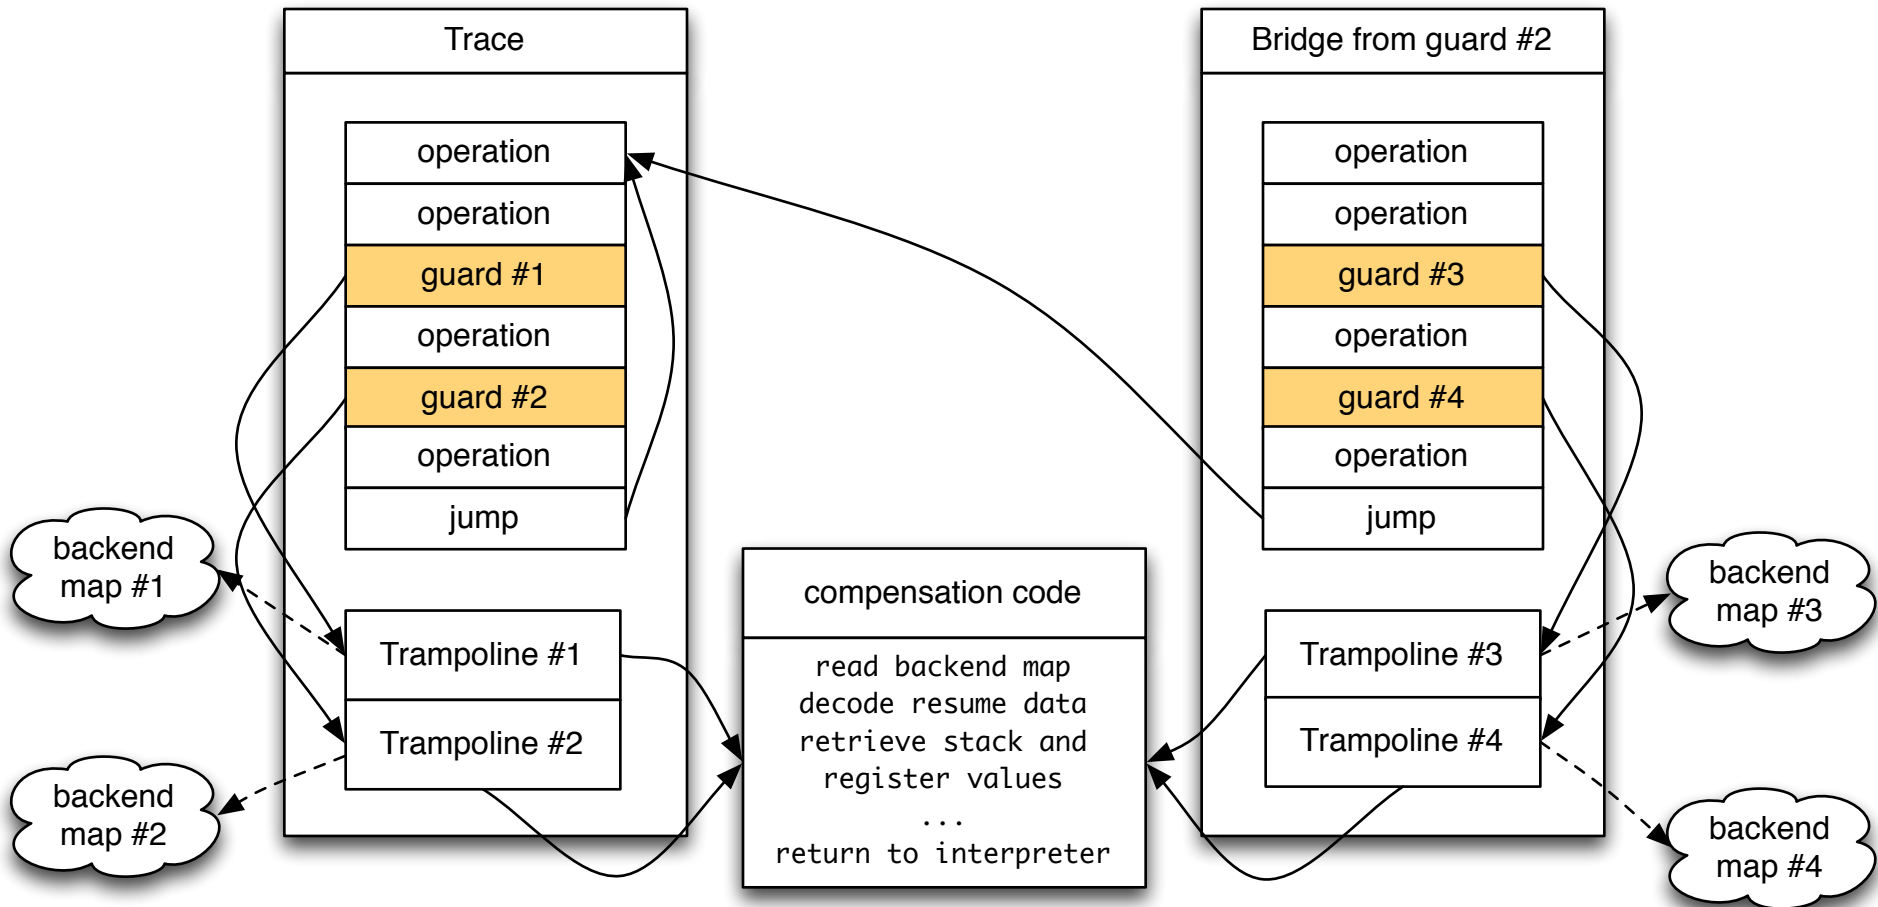 Trace
operation
operation
guard #1
operation
guard #2
operation
jump
Trampoline #1
Trampoline #2
backend
map #1
backend
map #2
compensation code
read backend map
decode resume data
retrieve stack and
register values
...
return to interpreter
Bridge from guard #2
operation
operation
guard #3
operation
guard #4
operation
jump
Trampoline #3
Trampoline #4
backend
map #3
backend
map #4